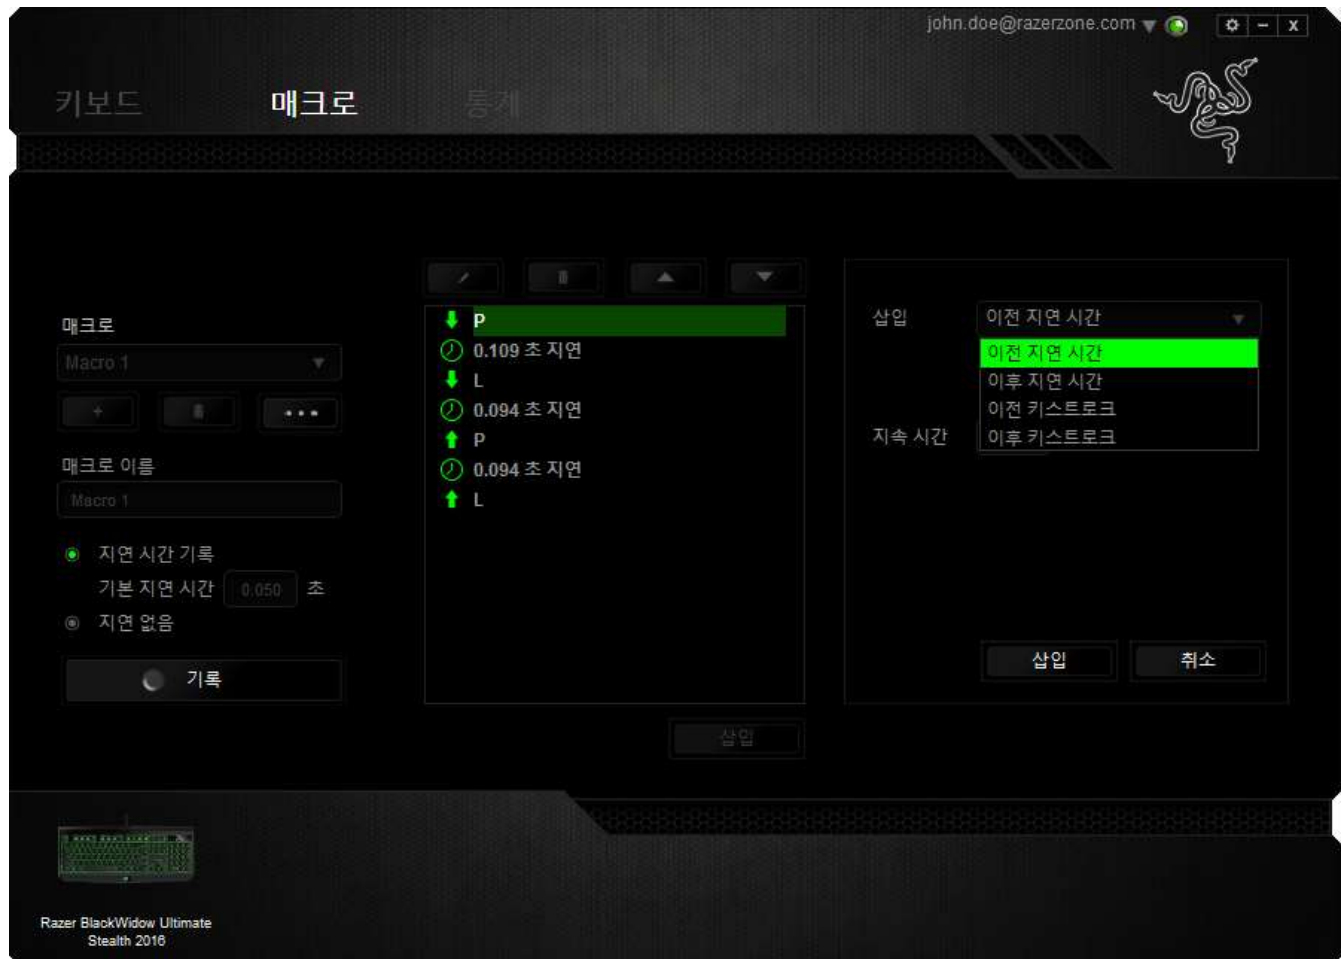 john.doe@razerzone.com
키보드 매크로 통계
매크로
Macro 1
매크로 이름
Macro 1
지연 시간 기록
기본 지연 시간 0.050 초
지연 없음
기록
P
0.109 초 지연
L
0.094 초 지연
P
0.094 초 지연
L
삽입
삽입 이전 지연 시간
이전 지연 시간
이후 지연 시간
이전 키스트로크
이후 키스트로크
지속 시간
삽입 취소
Razer BlackWidow Ultimate
Stealth 2016